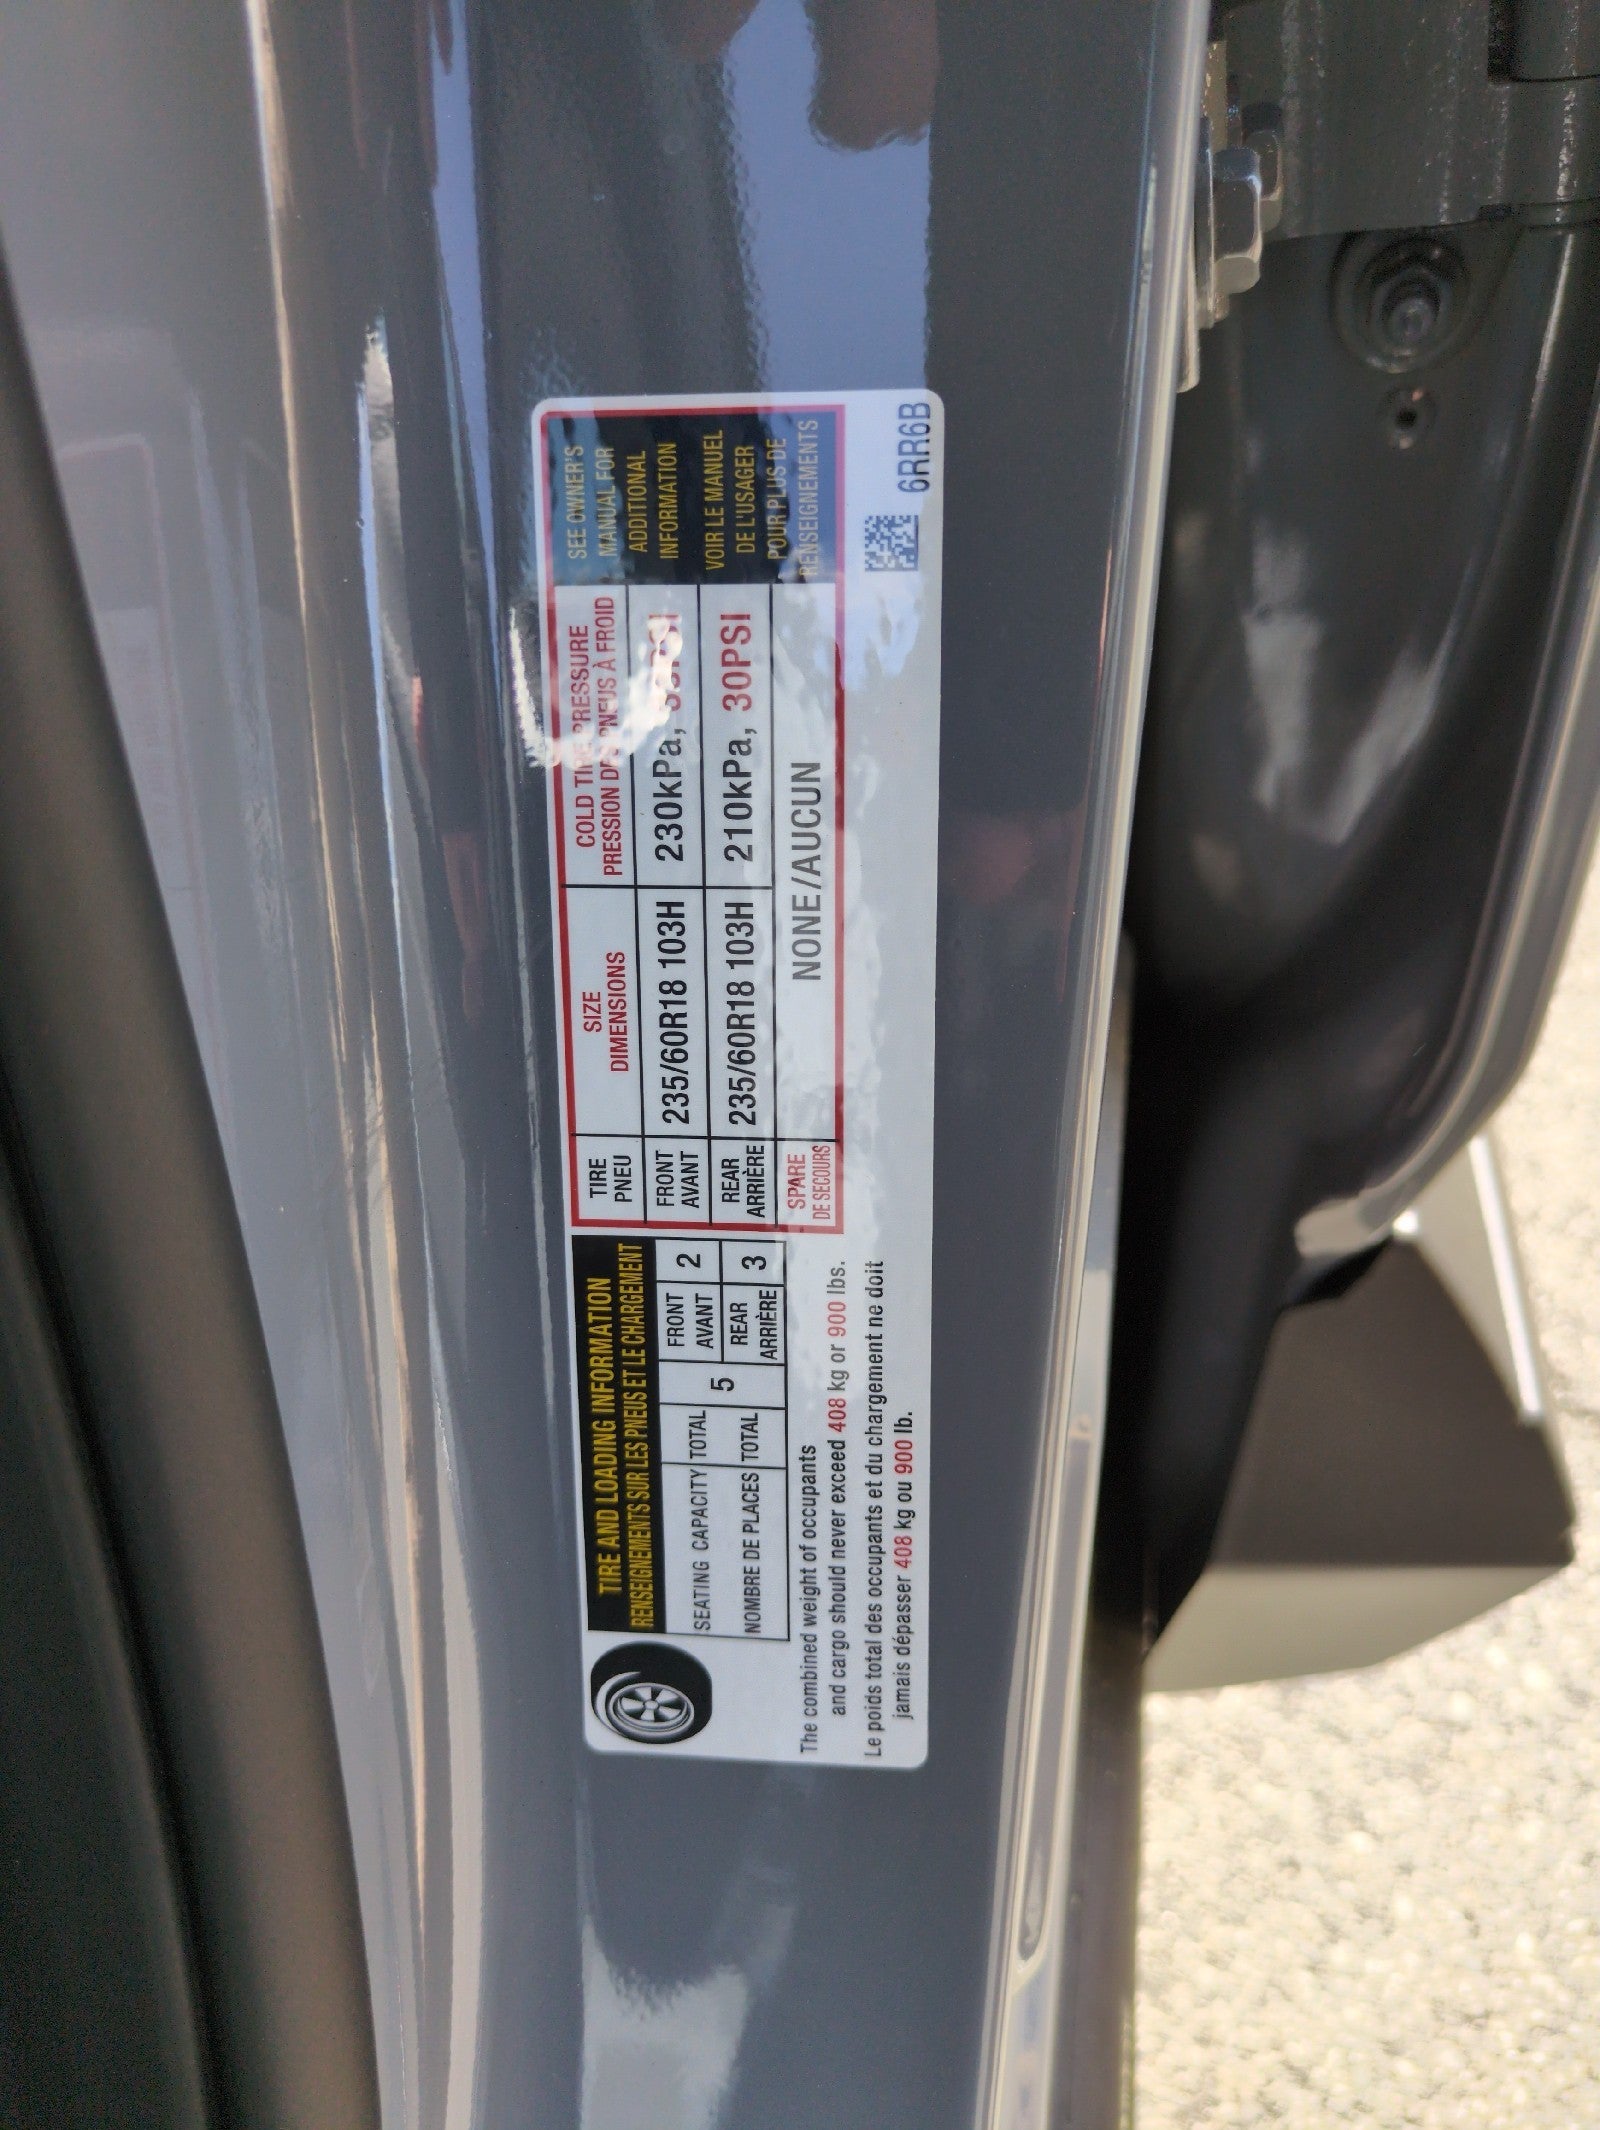 TIRE AND LOADING INFORMATION
RENSEIGNEMENTS SUR LES PNEUS ET LE CHARGEMENT
SEATING CAPACITY TOTAL 5 FRONT AVANT 2
NOMBRE DE PLACES TOTAL REAR ARRIÈRE 3
The combined weight of occupants
and cargo should never exceed 408 kg or 900 lbs.
Le poids total des occupants et du chargement ne doit
jamais dépasser 408 kg ou 900 lb.
TIRE PNEU
SIZE DIMENSIONS
COLD TIRE PRESSURE
PRESSION DES PNEUS À FROID
FRONT AVANT 235/60R18 103H 230kPa,
REAR ARRIÈRE 235/60R18 103H 210kPa, 30PSI
SPARE DE SECOURS NONE/AUCUN
SEE OWNER'S
MANUAL FOR
ADDITIONAL
INFORMATION
VOIR LE MANUEL
DE L'USAGER
POUR PLUS DE
RENSEIGNEMENTS
6RR6B